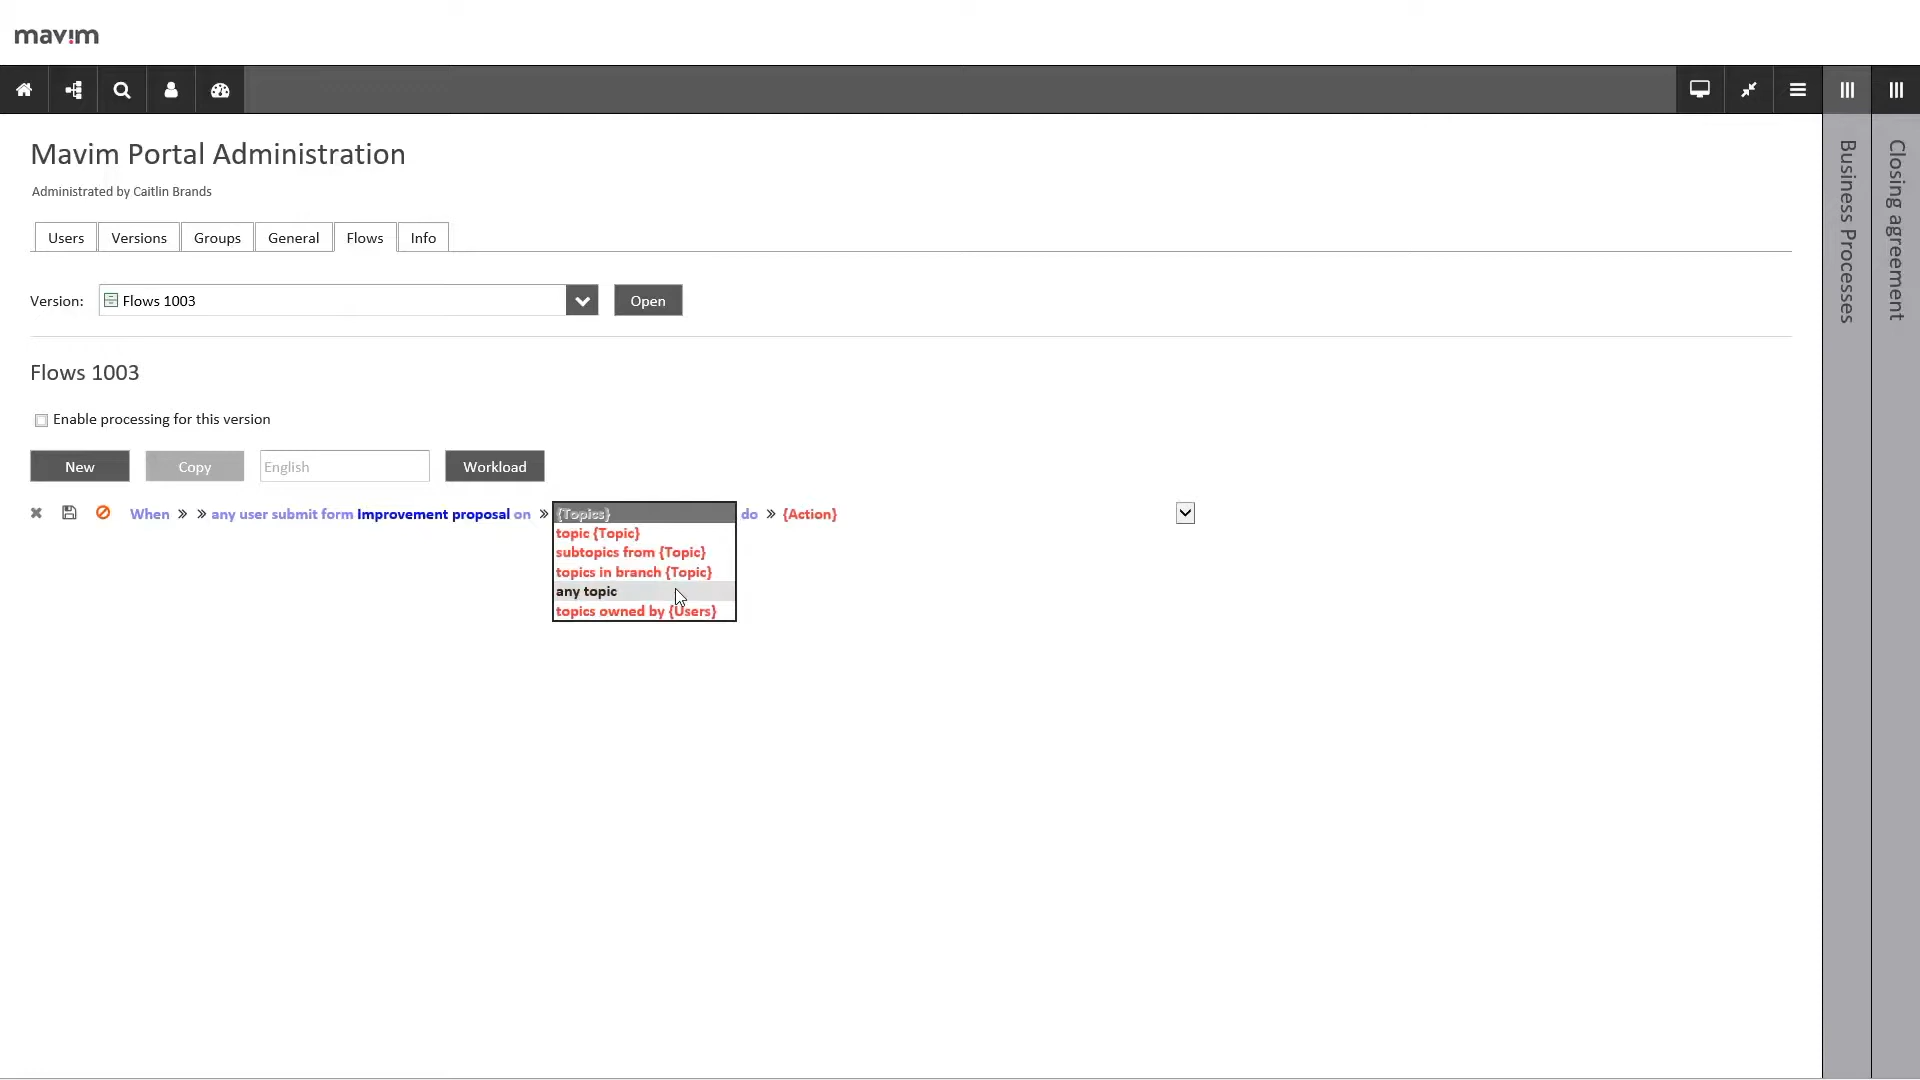 mavim
Mavim Portal Administration
Administrated by Caitlin Brands
Users Versions Groups General Flows Info
Version: Flows 1003 Open
Flows 1003
Enable processing for this version
New Copy English Workload
When » » any user submit form Improvement proposal on » {Topics} do » {Action}
topic {Topic}
subtopics from {Topic}
topics in branch {Topic}
any topic
topics owned by {Users}
Business Processes
Closing agreement